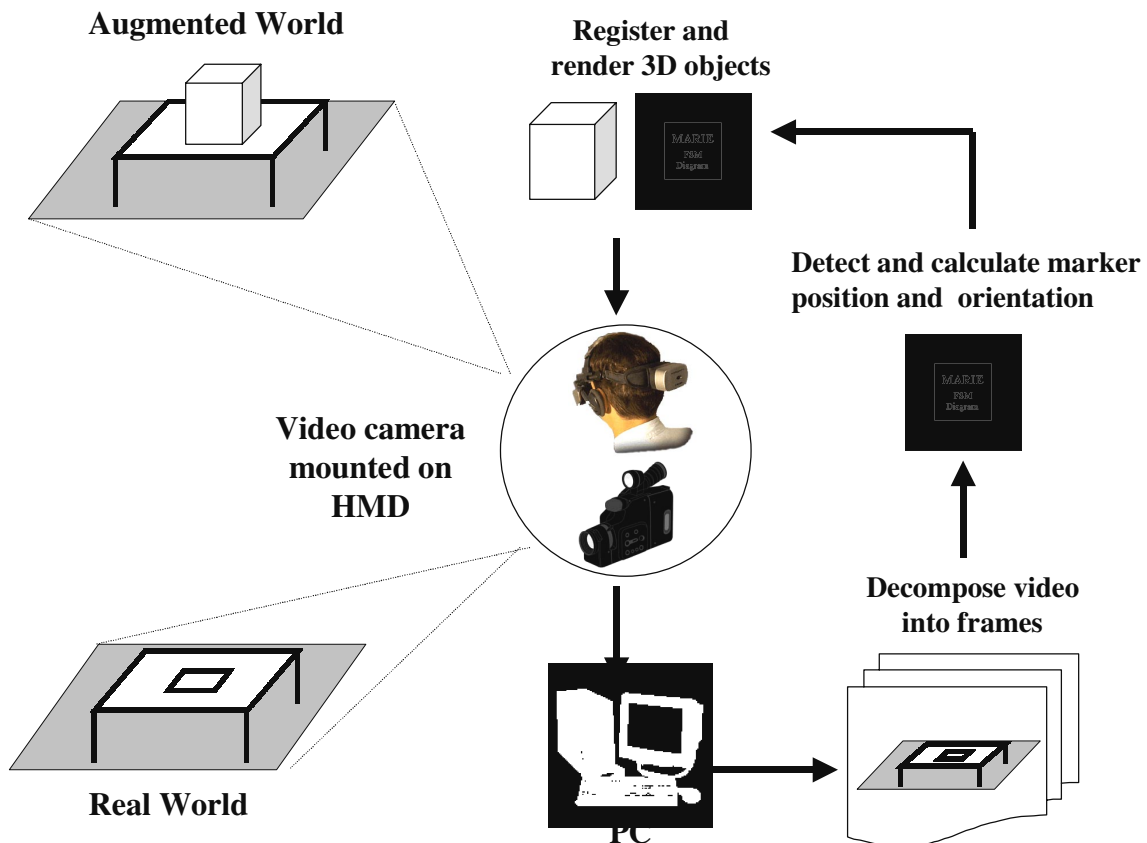 Augmented World
Register and
render 3D objects
MARIE
FSM
Diagram
Detect and calculate marker
position and orientation
MARIE
FSM
Diagram
Video camera
mounted on
HMD
Decompose video
into frames
Real World
PC